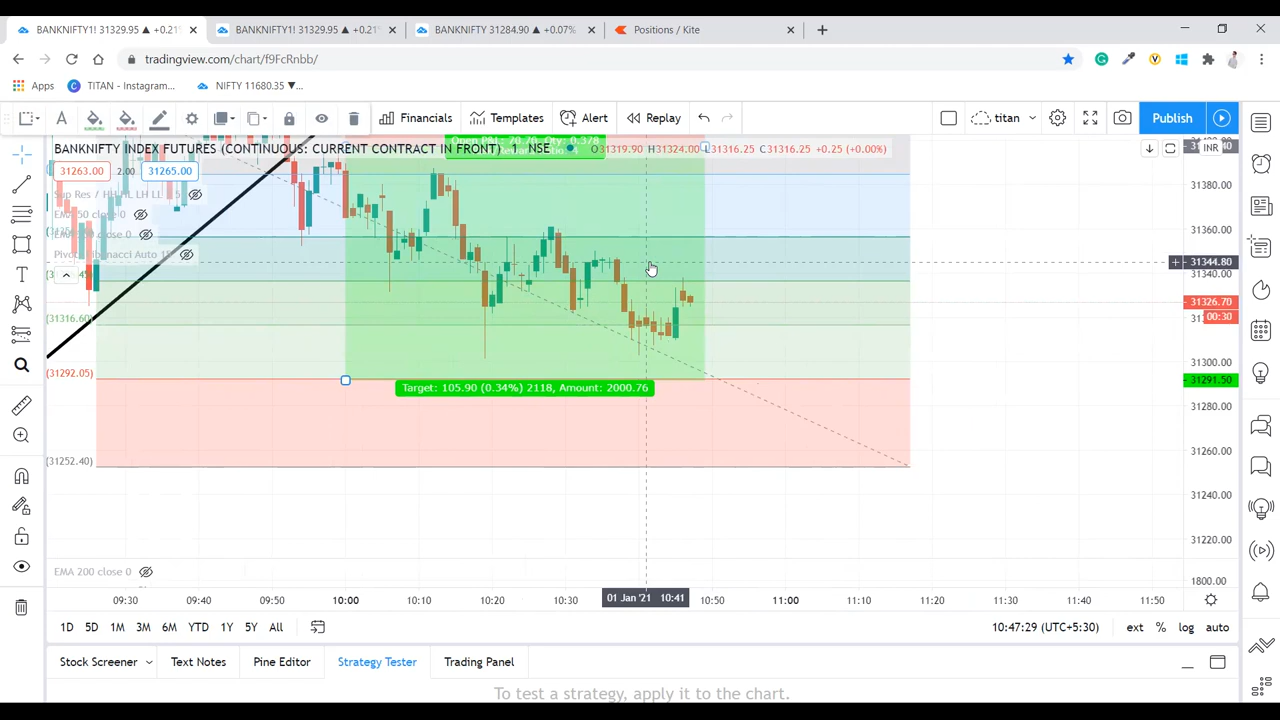 BANKNIFTY1! 31329.95 ▲ +0.21%
BANKNIFTY1! 31329.95 ▲ +0.21%
BANKNIFTY 31284.90 ▲ +0.07%
Positions / Kite
tradingview.com/chart/f9FcRnbb/
Apps
TITAN - Instagram...
NIFTY 11680.35 ▼...
Financials
Templates
Alert
Replay
titan
Publish
BANKNIFTY INDEX FUTURES (CONTINUOUS: CURRENT CONTRACT IN FRONT)
NSE
O31319.90 H31324.00 L31316.25 C31316.25 +0.25 (+0.00%)
INR
31263.00
2.00
31265.00
31380.00
31360.00
31344.80
31340.00
31326.70
00:30
(31316.60)
31300.00
(31292.05)
31291.50
Target: 105.90 (0.34%) 2118, Amount: 2000.76
31280.00
31260.00
(31252.40)
31240.00
31220.00
EMA 200 close 0
1800.00
09:30
09:40
09:50
10:00
10:10
10:20
10:30
01 Jan '21 10:41
10:50
11:00
11:10
11:20
11:30
11:40
11:50
1D
5D
1M
3M
6M
YTD
1Y
5Y
All
10:47:29 (UTC+5:30)
ext
%
log
auto
Stock Screener
Text Notes
Pine Editor
Strategy Tester
Trading Panel
To test a strategy, apply it to the chart.